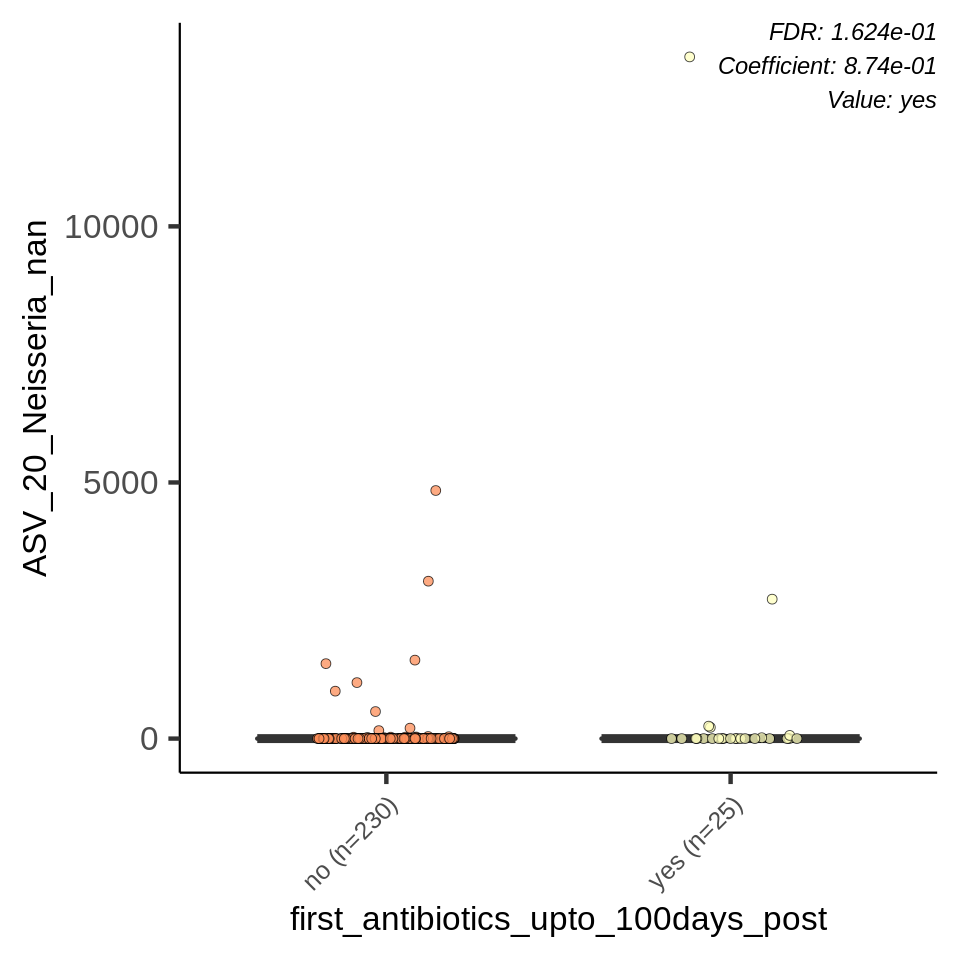 FDR: 1.624e-01
Coefficient: 8.74e-01
Value: yes
ASV_20_Neisseria_nan
10000
5000
0
no (n=230)
yes (n=25)
first_antibiotics_upto_100days_post